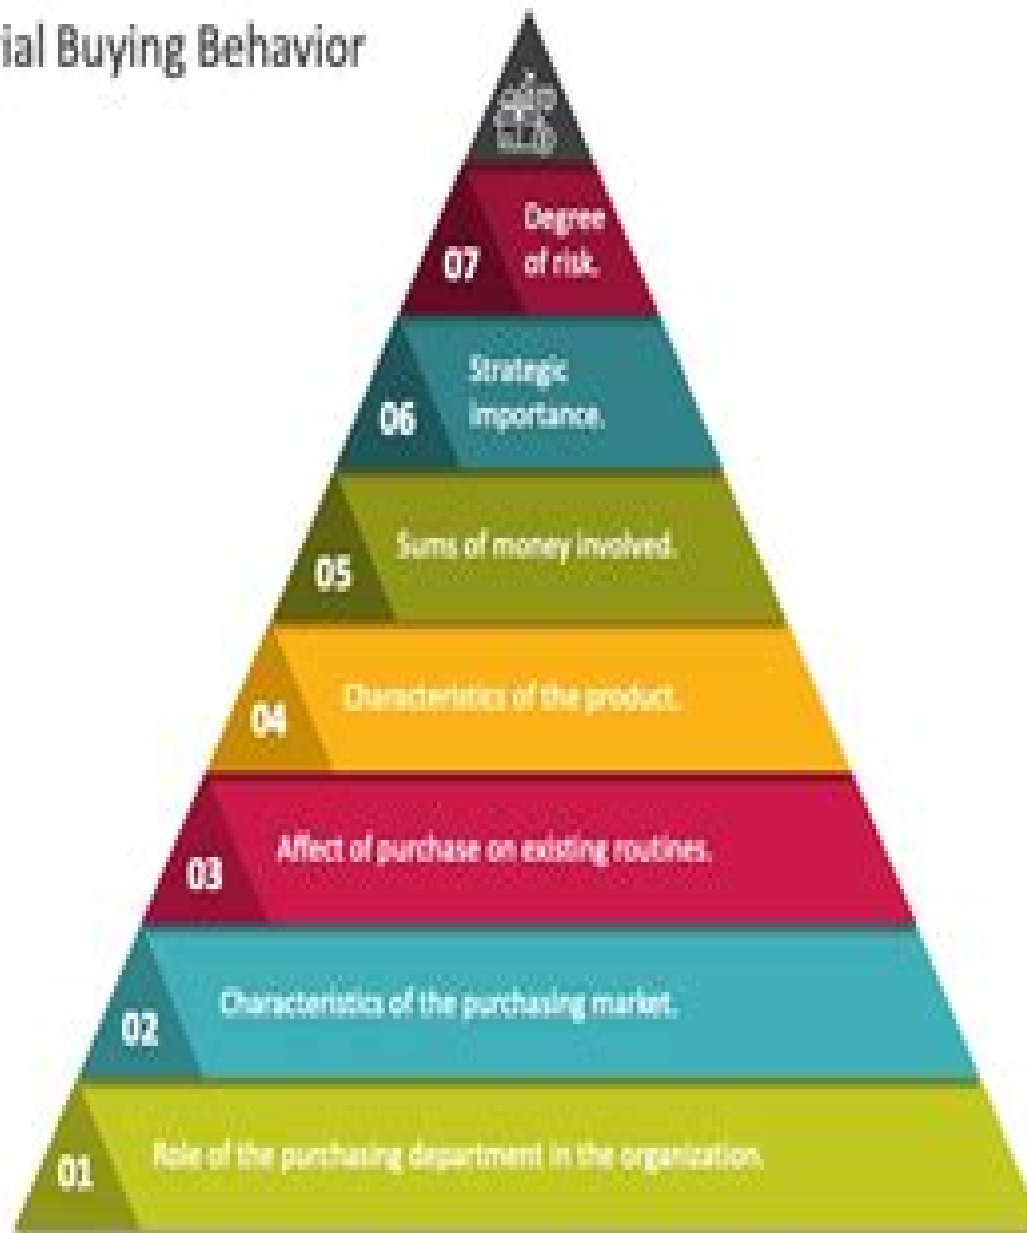 ial Buying Behavior
Degree
of risk.
07
Strategic
importance.
06
Sums of money involved.
05
Characteristics of the product.
04
Affect of purchase on existing routines.
03
Characteristics of the purchasing market.
02
Role of the purchasing department in the organization.
01